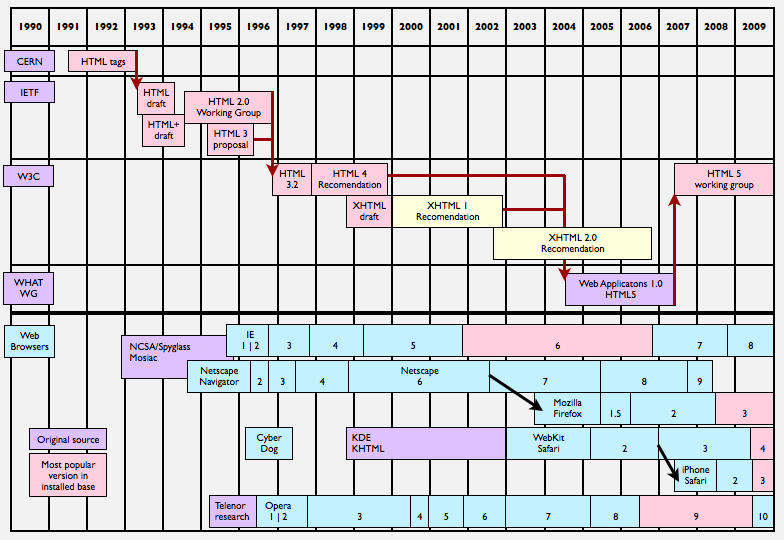 1990 1991 1992 1993 1994 1995 1996 1997 1998 1999 2000 2001 2002 2003 2004 2005 2006 2007 2008 2009
CERN
HTML tags
IETF
HTML
draft
HTML 2.0
Working Group
HTML+
draft
HTML 3
proposal
W3C
HTML
3.2
HTML 4
Recomendation
HTML 5
working group
XHTML
draft
XHTML 1
Recomendation
XHTML 2.0
Recomendation
WHAT
WG
Web Applicatons 1.0
HTML5
Web
Browsers
NCSA/Spyglass
Mosiac
IE
1 | 2
3
4
5
6
7
8
Netscape
Navigator
2
3
4
Netscape
6
7
8
9
Mozilla
Firefox
1.5
2
3
Original source
Most popular
version in
installed base
Cyber
Dog
KDE
KHTML
WebKit
Safari
2
3
4
iPhone
Safari
2
3
Telenor
research
Opera
1 | 2
3
4
5
6
7
8
9
10